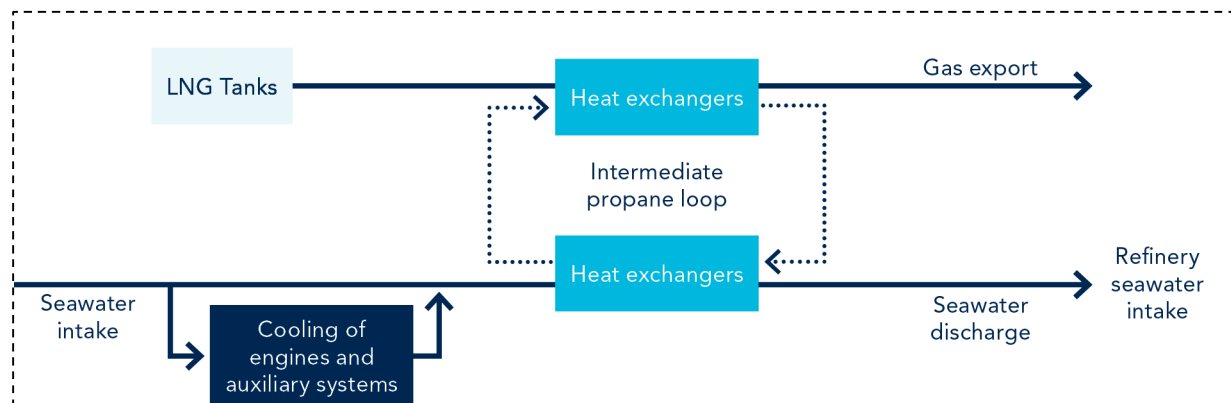 LNG Tanks
Heat exchangers
Gas export
Intermediate
propane loop
Heat exchangers
Seawater
intake
Cooling of
engines and
auxiliary systems
Seawater
discharge
Refinery
seawater
intake